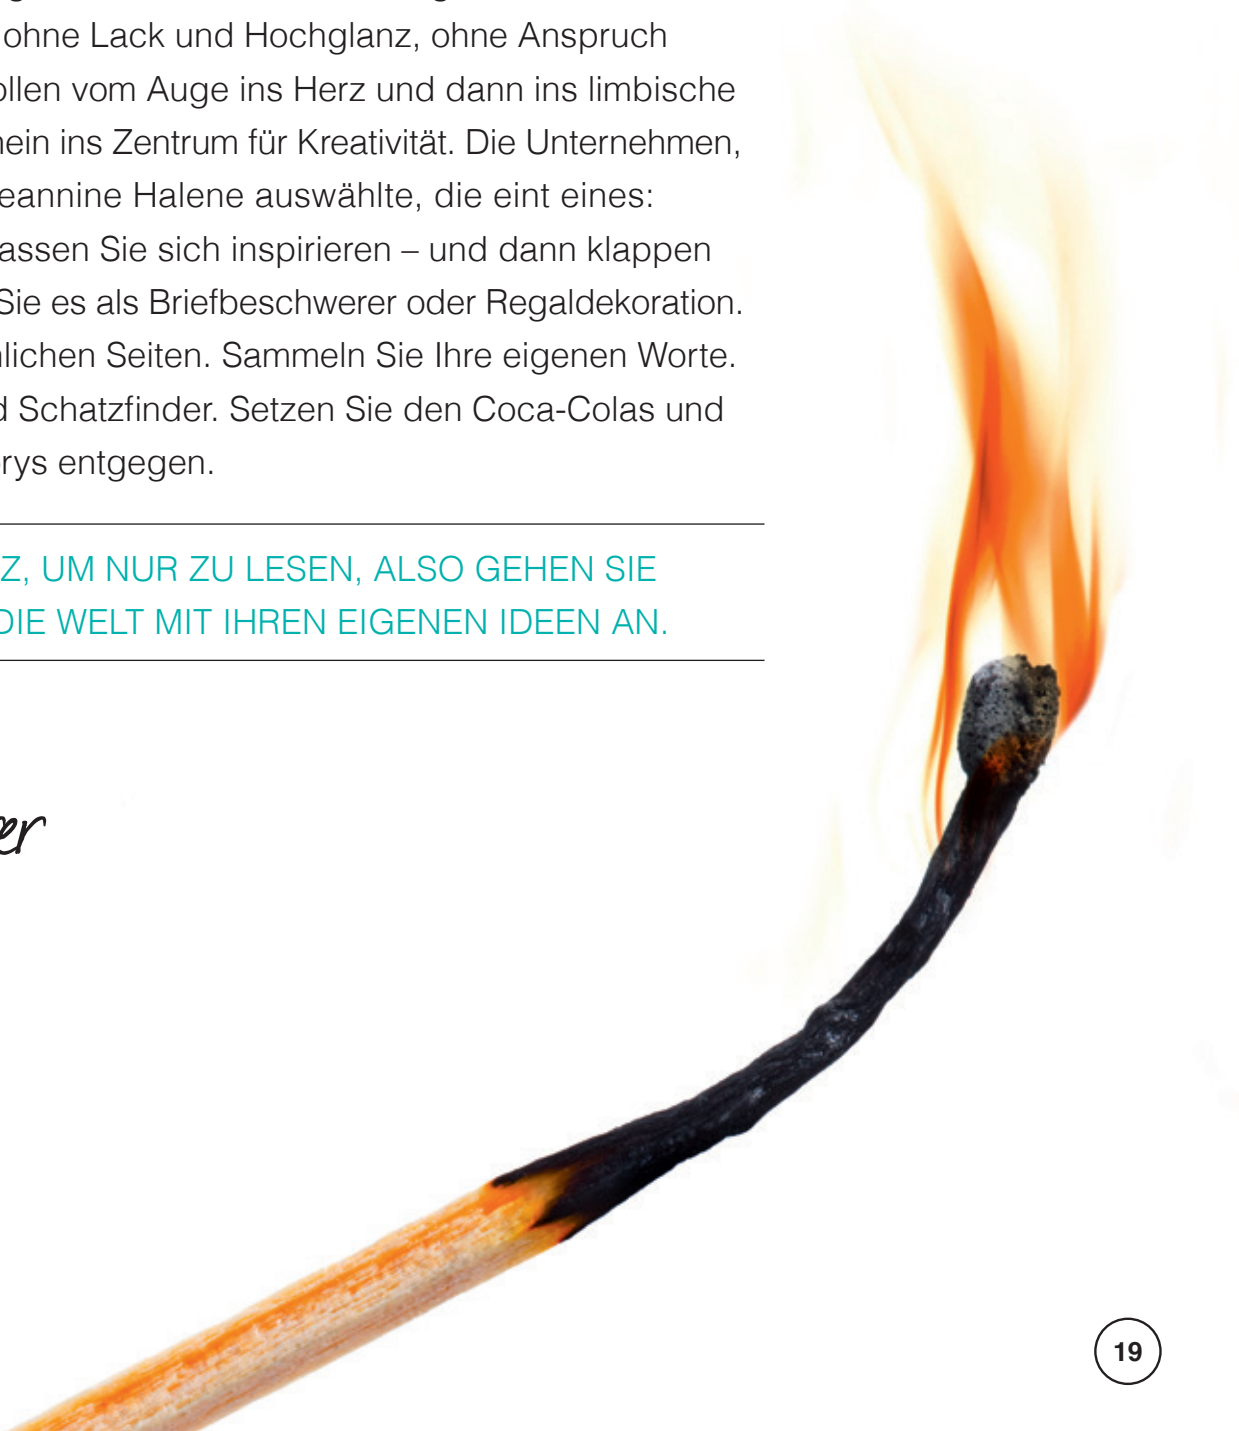 ohne Lack und Hochglanz, ohne Anspruch
ollen vom Auge ins Herz und dann ins limbische
nein ins Zentrum für Kreativität. Die Unternehmen,
eannine Halene auswählte, die eint eines:
assen Sie sich inspirieren – und dann klappen
Sie es als Briefbeschwerer oder Regaldekoration.
lichen Seiten. Sammeln Sie Ihre eigenen Worte.
d Schatzfinder. Setzen Sie den Coca-Colas und
rys entgegen.
Z, UM NUR ZU LESEN, ALSO GEHEN SIE
DIE WELT MIT IHREN EIGENEN IDEEN AN.
er
19